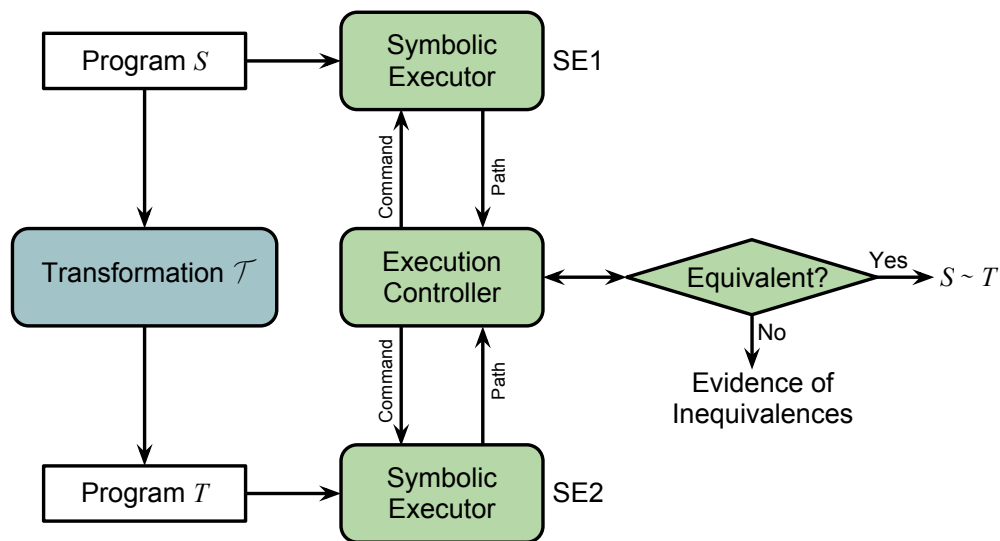 Program S
Symbolic
Executor
SE1
Command
Path
Transformation 𝒯
Execution
Controller
Equivalent?
Yes
S ~ T
No
Evidence of
Inequivalences
Command
Path
Program T
Symbolic
Executor
SE2